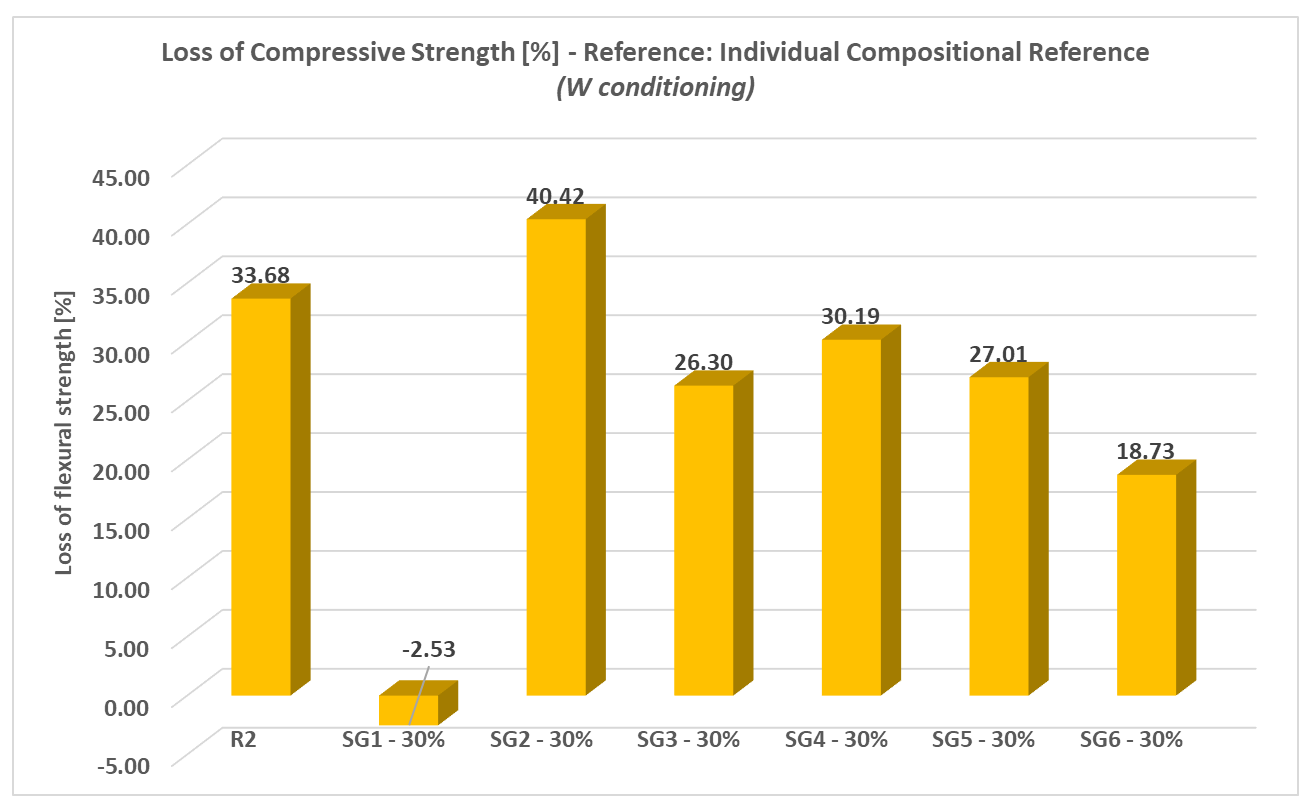 Loss of Compressive Strength [%] - Reference: Individual Compositional Reference
(W conditioning)
Loss of flexural strength [%]
45.00
40.00
35.00
30.00
25.00
20.00
15.00
10.00
5.00
0.00
-5.00
33.68
-2.53
40.42
26.30
30.19
27.01
18.73
R2
SG1 - 30%
SG2 - 30%
SG3 - 30%
SG4 - 30%
SG5 - 30%
SG6 - 30%